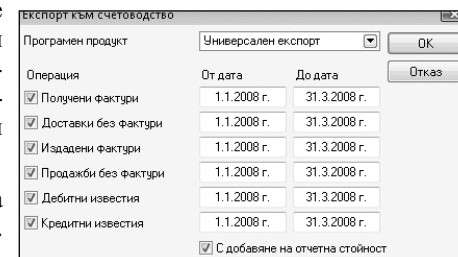 Експорт към счетоводство
Програмен продукт Универсален експорт OK
Операция От дата До дата Отказ
Получени фактури 1.1.2008 г. 31.3.2008 г.
Доставки без фактури 1.1.2008 г. 31.3.2008 г.
Издадени фактури 1.1.2008 г. 31.3.2008 г.
Продажби без фактури 1.1.2008 г. 31.3.2008 г.
Дебитни известия 1.1.2008 г. 31.3.2008 г.
Кредитни известия 1.1.2008 г. 31.3.2008 г.
С добавяне на отчетна стойност